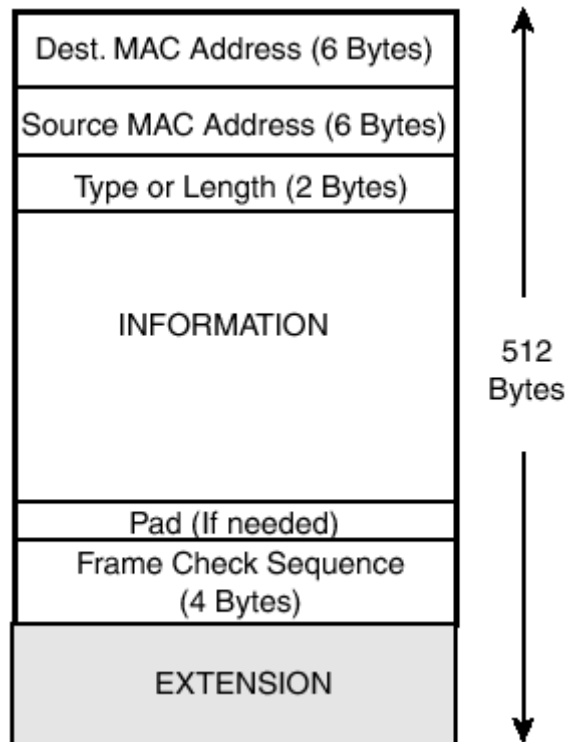 Dest. MAC Address (6 Bytes)
Source MAC Address (6 Bytes)
Type or Length (2 Bytes)
INFORMATION
512
Bytes
Pad (If needed)
Frame Check Sequence
(4 Bytes)
EXTENSION